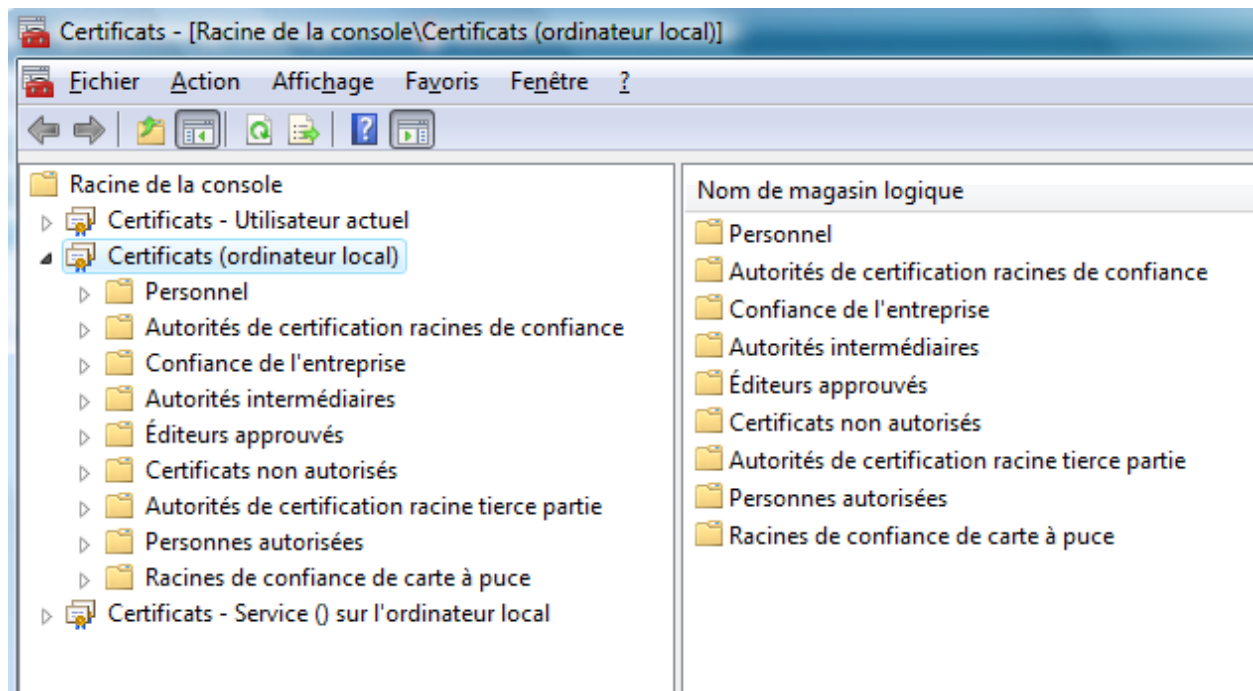 Certificats - [Racine de la console\Certificats (ordinateur local)]
Fichier Action Affichage Favoris Fenêtre ?
Racine de la console
Certificats - Utilisateur actuel
Certificats (ordinateur local)
Personnel
Autorités de certification racines de confiance
Confiance de l'entreprise
Autorités intermédiaires
Éditeurs approuvés
Certificats non autorisés
Autorités de certification racine tierce partie
Personnes autorisées
Racines de confiance de carte à puce
Certificats - Service () sur l'ordinateur local
Nom de magasin logique
Personnel
Autorités de certification racines de confiance
Confiance de l'entreprise
Autorités intermédiaires
Éditeurs approuvés
Certificats non autorisés
Autorités de certification racine tierce partie
Personnes autorisées
Racines de confiance de carte à puce